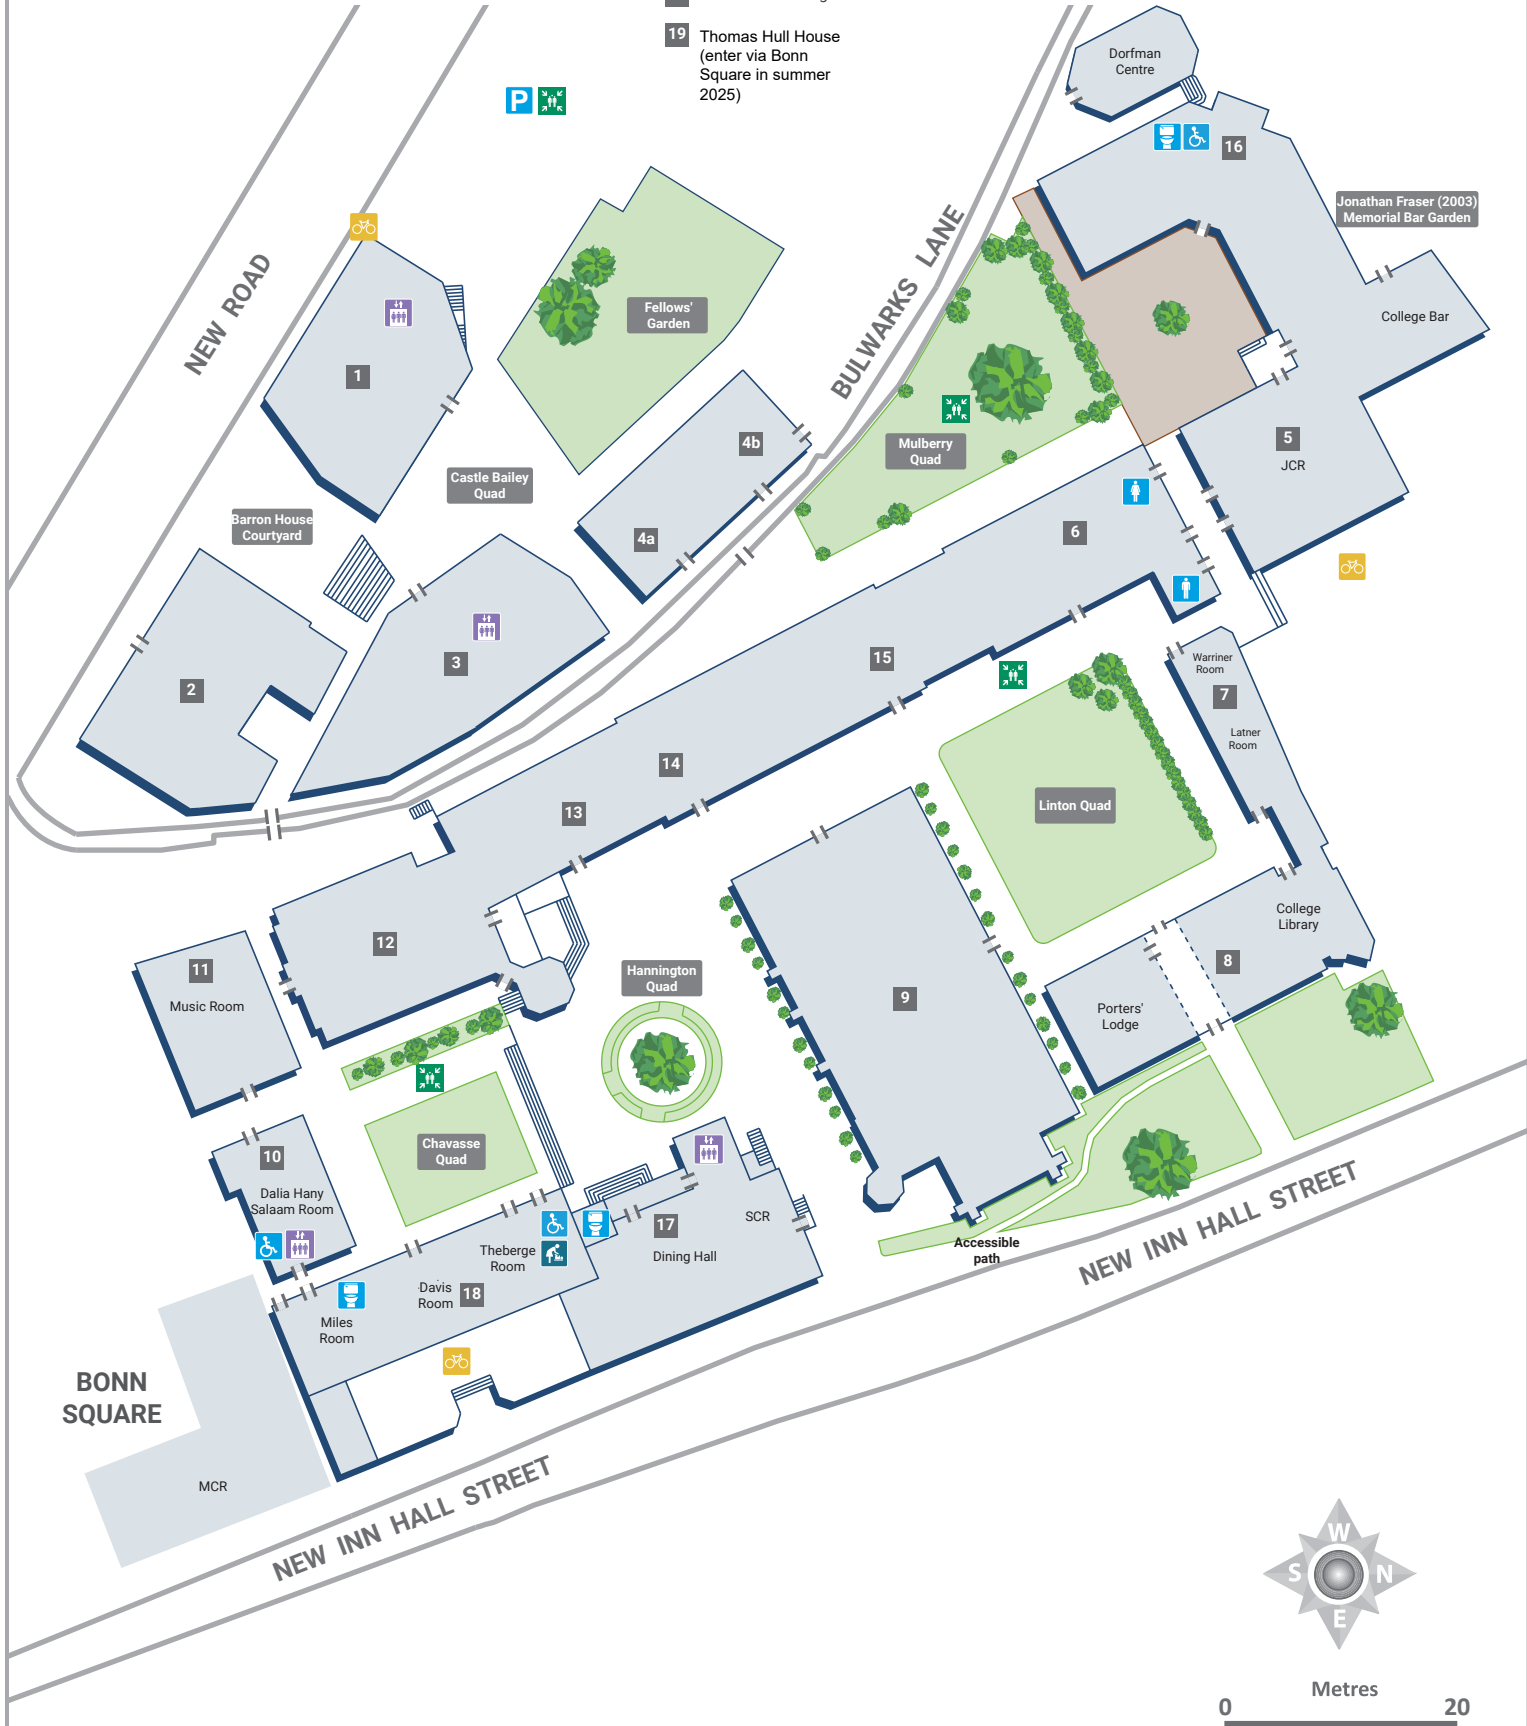 19 Thomas Hull House
(enter via Bonn
Square in summer
2025)
Dorfman
Centre
P
16
Jonathan Fraser (2003)
Memorial Bar Garden
NEW ROAD
BULWARKS LANE
Fellows'
Garden
College Bar
1
4b
Mulberry
Quad
5
JCR
Castle Bailey
Quad
Barron House
Courtyard
4a
6
3
15
Warriner
Room
2
7
Latner
Room
14
13
Linton Quad
College
Library
12
11
Music Room
Hannington
Quad
8
9
Porters'
Lodge
10
Dalia Hany
Salaam Room
Chavasse
Quad
SCR
17
Dining Hall
Theberge
Room
Accessible
path
NEW INN HALL STREET
Davis
Room
18
Miles
Room
BONN
SQUARE
MCR
NEW INN HALL STREET
W
S N
E
Metres
0 20